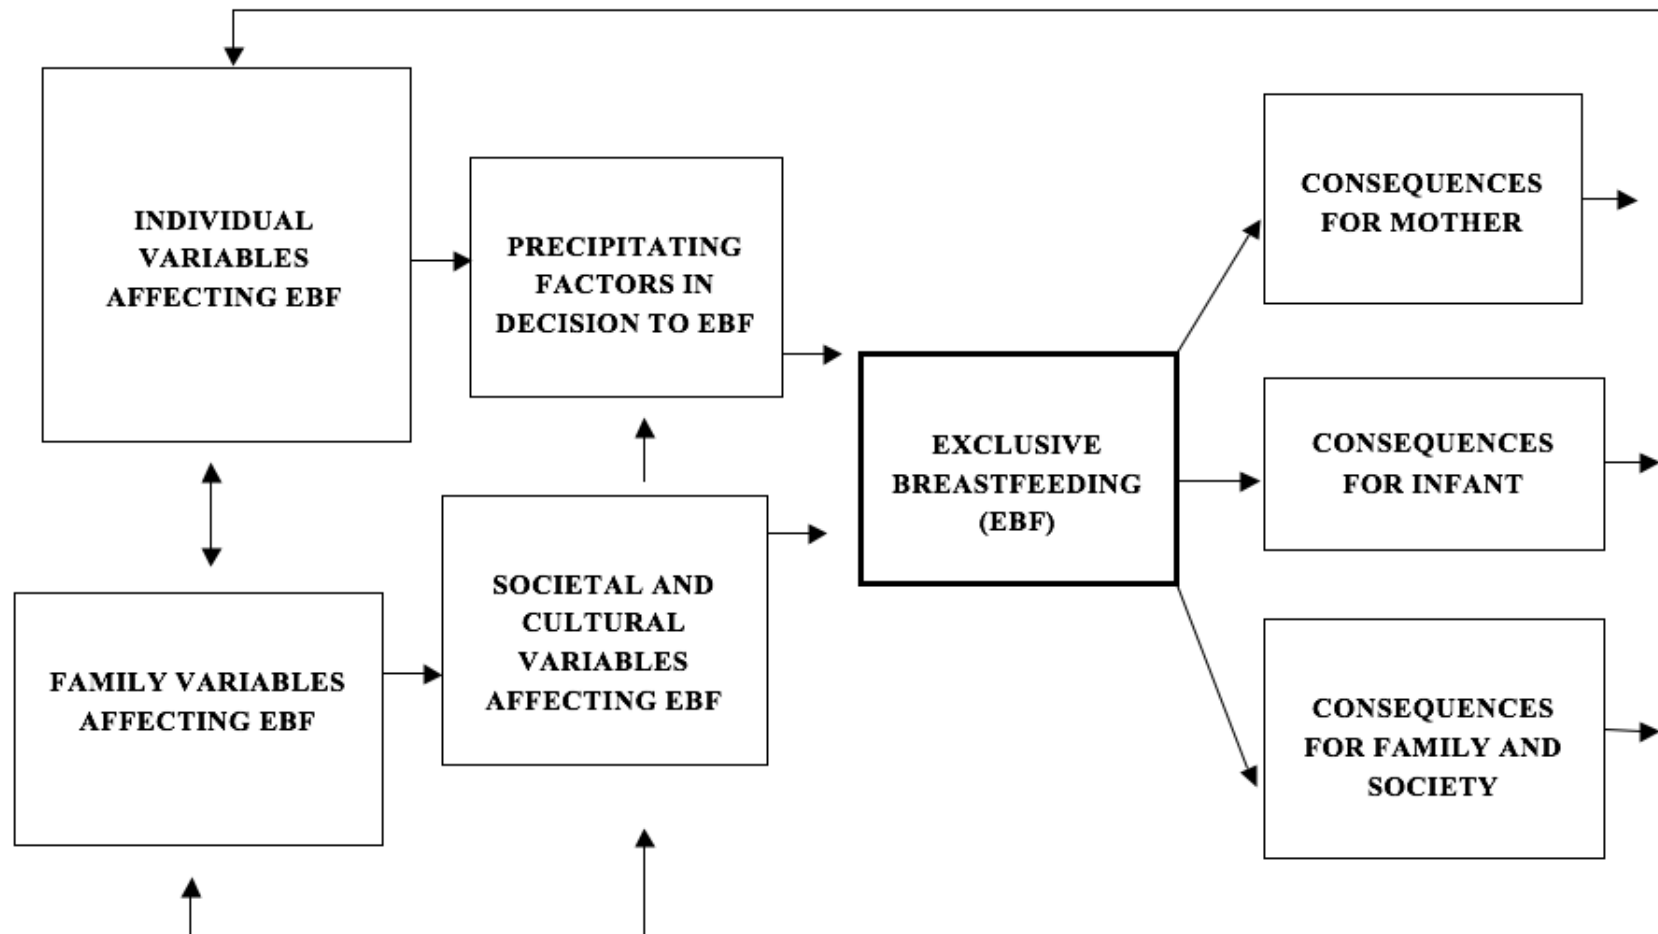 INDIVIDUAL
VARIABLES
AFFECTING EBF
PRECIPITATING
FACTORS IN
DECISION TO EBF
FAMILY VARIABLES
AFFECTING EBF
SOCIETAL AND
CULTURAL
VARIABLES
AFFECTING EBF
EXCLUSIVE
BREASTFEEDING
(EBF)
CONSEQUENCES
FOR MOTHER
CONSEQUENCES
FOR INFANT
CONSEQUENCES
FOR FAMILY AND
SOCIETY